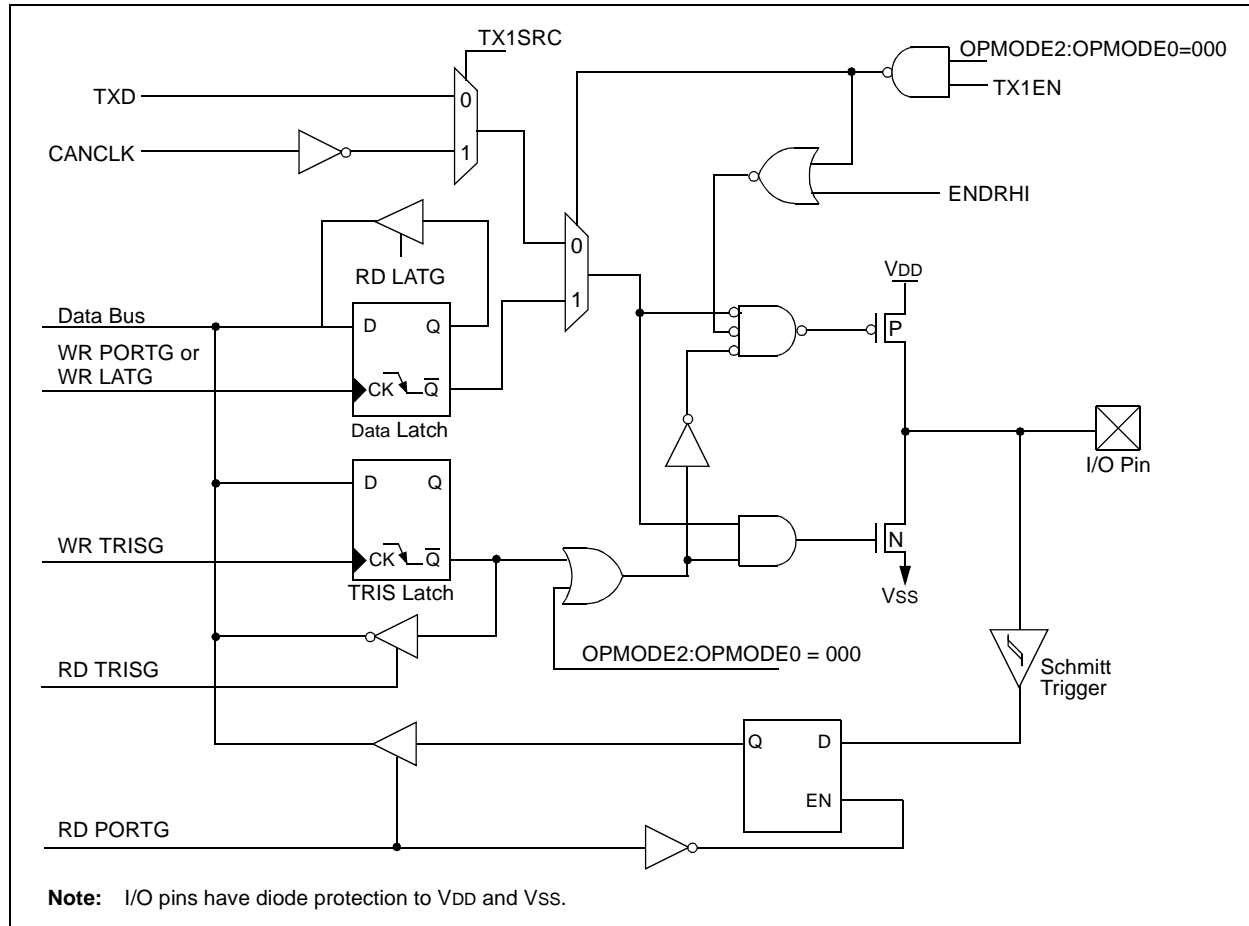 TX1SRC
OPMODE2:OPMODE0=000
TX1EN
TXD
0
CANCLK
1
ENDRHI
0
RD LATG
1
VDD
Data Bus
D Q
P
WR PORTG or
WR LATG
CK Q̅
Data Latch
I/O Pin
D Q
WR TRISG
CK Q̅
N
TRIS Latch
VSS
OPMODE2:OPMODE0 = 000
RD TRISG
Schmitt
Trigger
Q D
EN
RD PORTG
Note: I/O pins have diode protection to VDD and VSS.